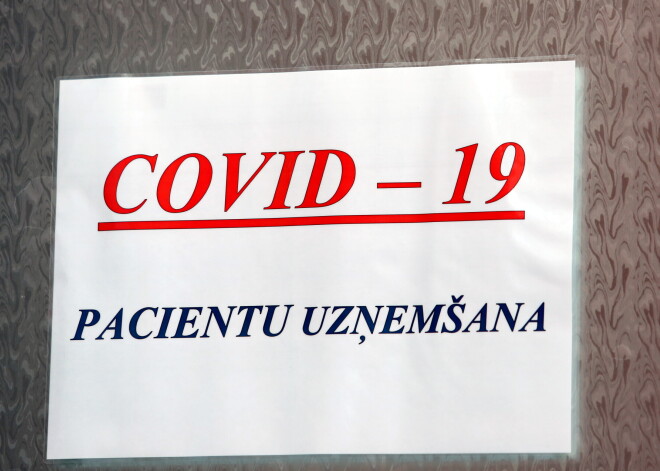 COVID – 19
PACIENTU UZŅEMŠANA